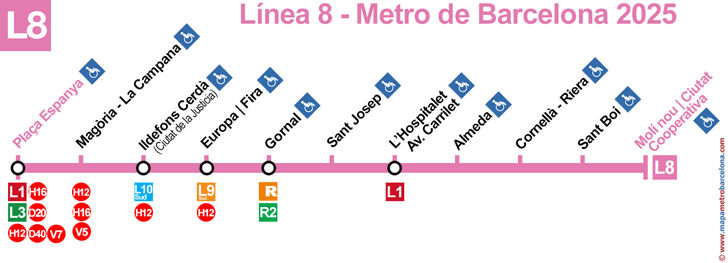 L8
Línea 8 - Metro de Barcelona 2025
Plaça Espanya
Magòria - La Campana
Ildefons Cerdà
(Ciutat de la Justícia)
Europa | Fira
Gornal
Sant Josep
L'Hospitalet
Av. Carrilet
Almeda
Cornellà - Riera
Sant Boi
Molí nou | Ciutat
Cooperativa
L8
L1 H16
L3 D20
H12 D40 V7
H12
H16
V5
L10
Sud
H12
L9
Sud
H12
R
R2
L1
© www.mapametrobarcelona.com